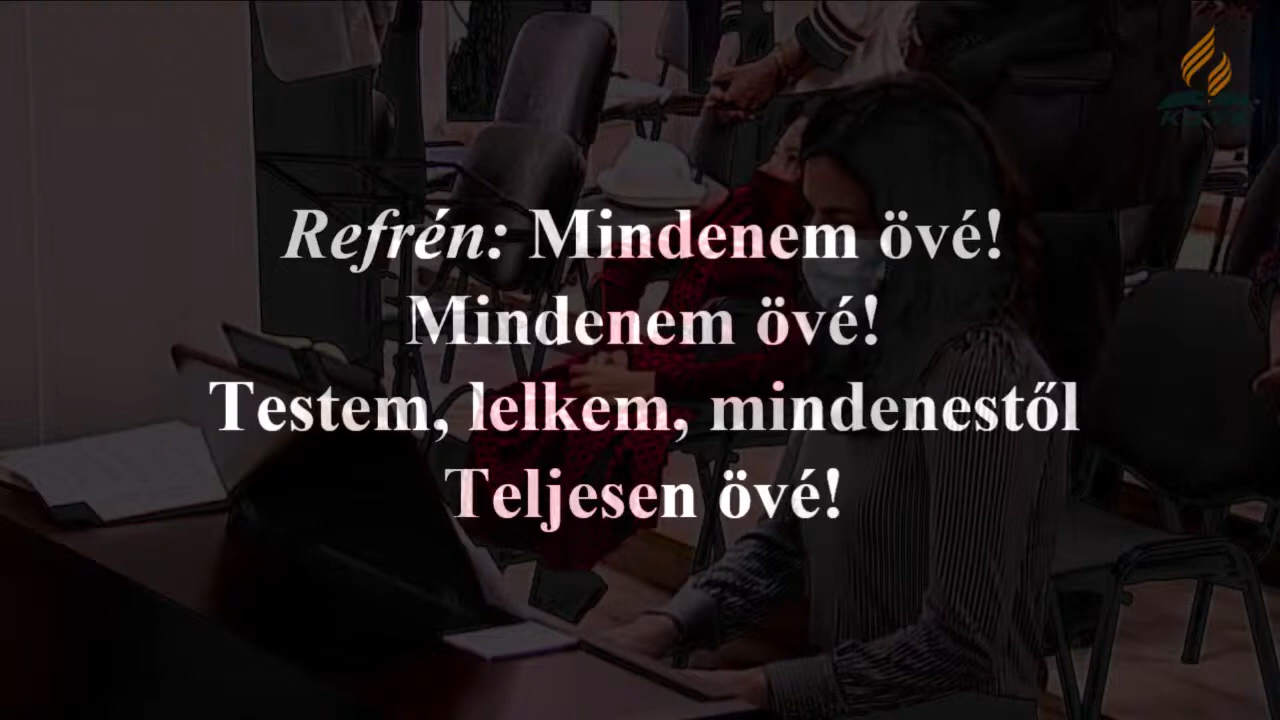 Refrén: Mindenem övé!
Mindenem övé!
Testem, lelkem, mindenestől
Teljesen övé!